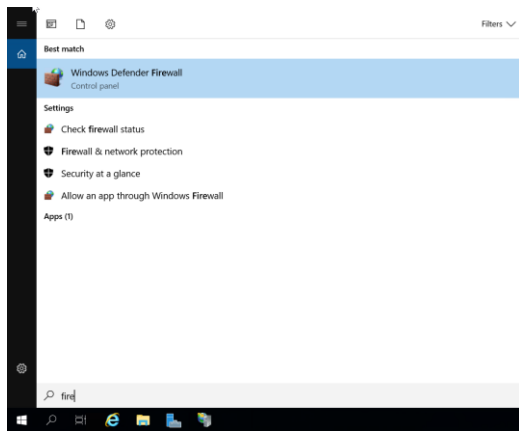 Filters
Best match
Windows Defender Firewall
Control panel
Settings
Check firewall status
Firewall & network protection
Security at a glance
Allow an app through Windows Firewall
Apps (1)
fire